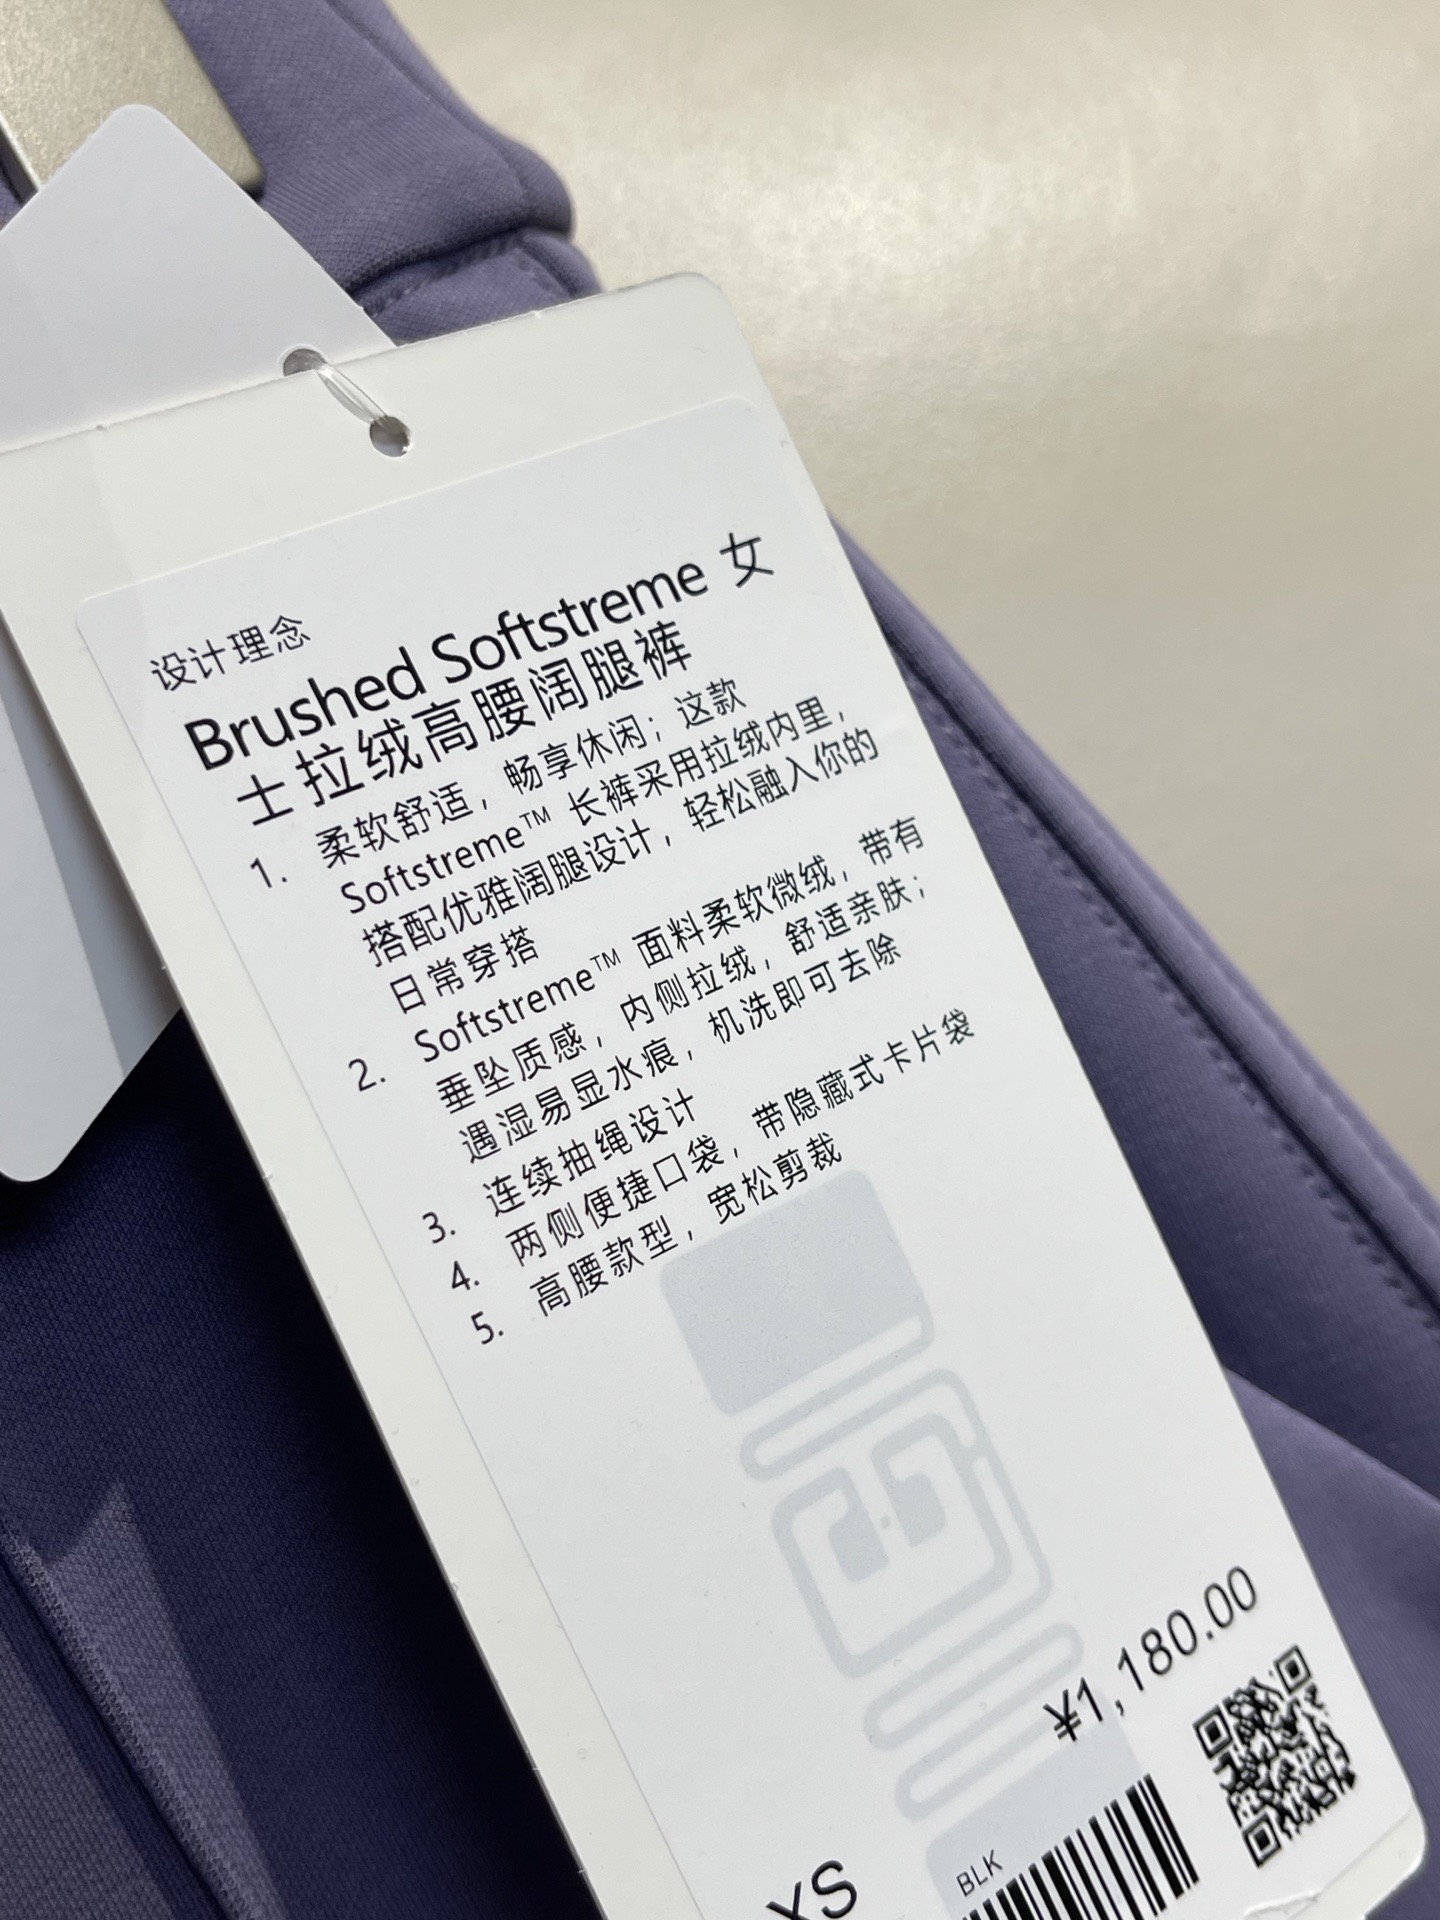 设计理念
Brushed Softstreme 女
士拉绒高腰阔腿裤
1. 柔软舒适，畅享休闲；这款
Softstreme™ 长裤采用拉绒内里，
搭配优雅阔腿设计，轻松融入你的
日常穿搭
2. Softstreme™ 面料柔软微绒，带有
垂坠质感，内侧拉绒，舒适亲肤；
遇湿易显水痕，机洗即可去除
3. 连续抽绳设计
4. 两侧便捷口袋，带隐藏式卡片袋
5. 高腰款型，宽松剪裁
¥1,180.00
BLK
XS